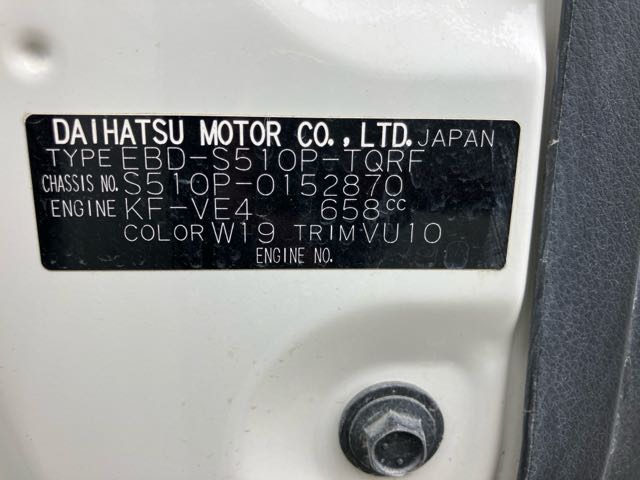 DAIHATSU MOTOR CO.,LTD. JAPAN
TYPE EBD-S510P-TQRF
CHASSIS NO. S510P-0152870
ENGINE KF-VE4 658cc
COLOR W19 TRIM VU10
ENGINE NO.